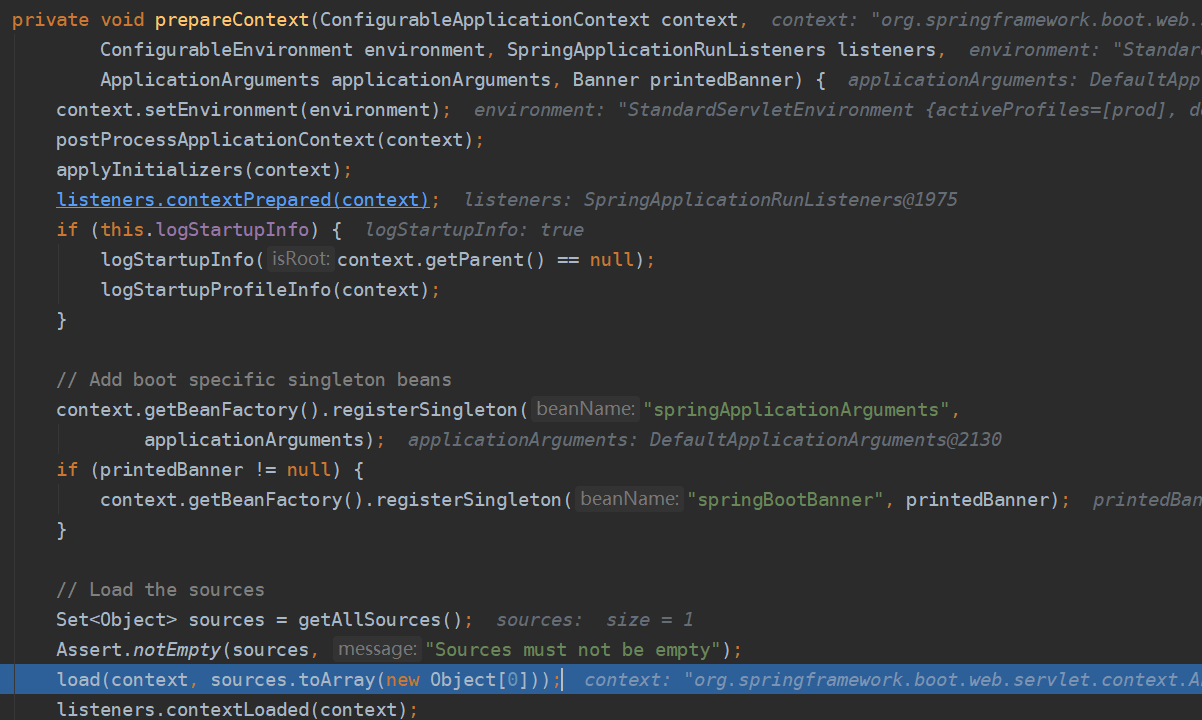 private void prepareContext(ConfigurableApplicationContext context,  context: "org.springframework.boot.web.
        ConfigurableEnvironment environment, SpringApplicationRunListeners listeners,  environment: "Standar
        ApplicationArguments applicationArguments, Banner printedBanner) {  applicationArguments: DefaultApp
    context.setEnvironment(environment);  environment: "StandardServletEnvironment {activeProfiles=[prod], d
    postProcessApplicationContext(context);
    applyInitializers(context);
    listeners.contextPrepared(context);  listeners: SpringApplicationRunListeners@1975
    if (this.logStartupInfo) {  logStartupInfo: true
        logStartupInfo( isRoot: context.getParent() == null);
        logStartupProfileInfo(context);
    }
    // Add boot specific singleton beans
    context.getBeanFactory().registerSingleton( beanName: "springApplicationArguments",
            applicationArguments);  applicationArguments: DefaultApplicationArguments@2130
    if (printedBanner != null) {
        context.getBeanFactory().registerSingleton( beanName: "springBootBanner", printedBanner);  printedBan
    }
    // Load the sources
    Set<Object> sources = getAllSources();  sources:  size = 1
    Assert.notEmpty(sources,  message: "Sources must not be empty");
    load(context, sources.toArray(new Object[0]));  context: "org.springframework.boot.web.servlet.context.A
    listeners.contextLoaded(context);